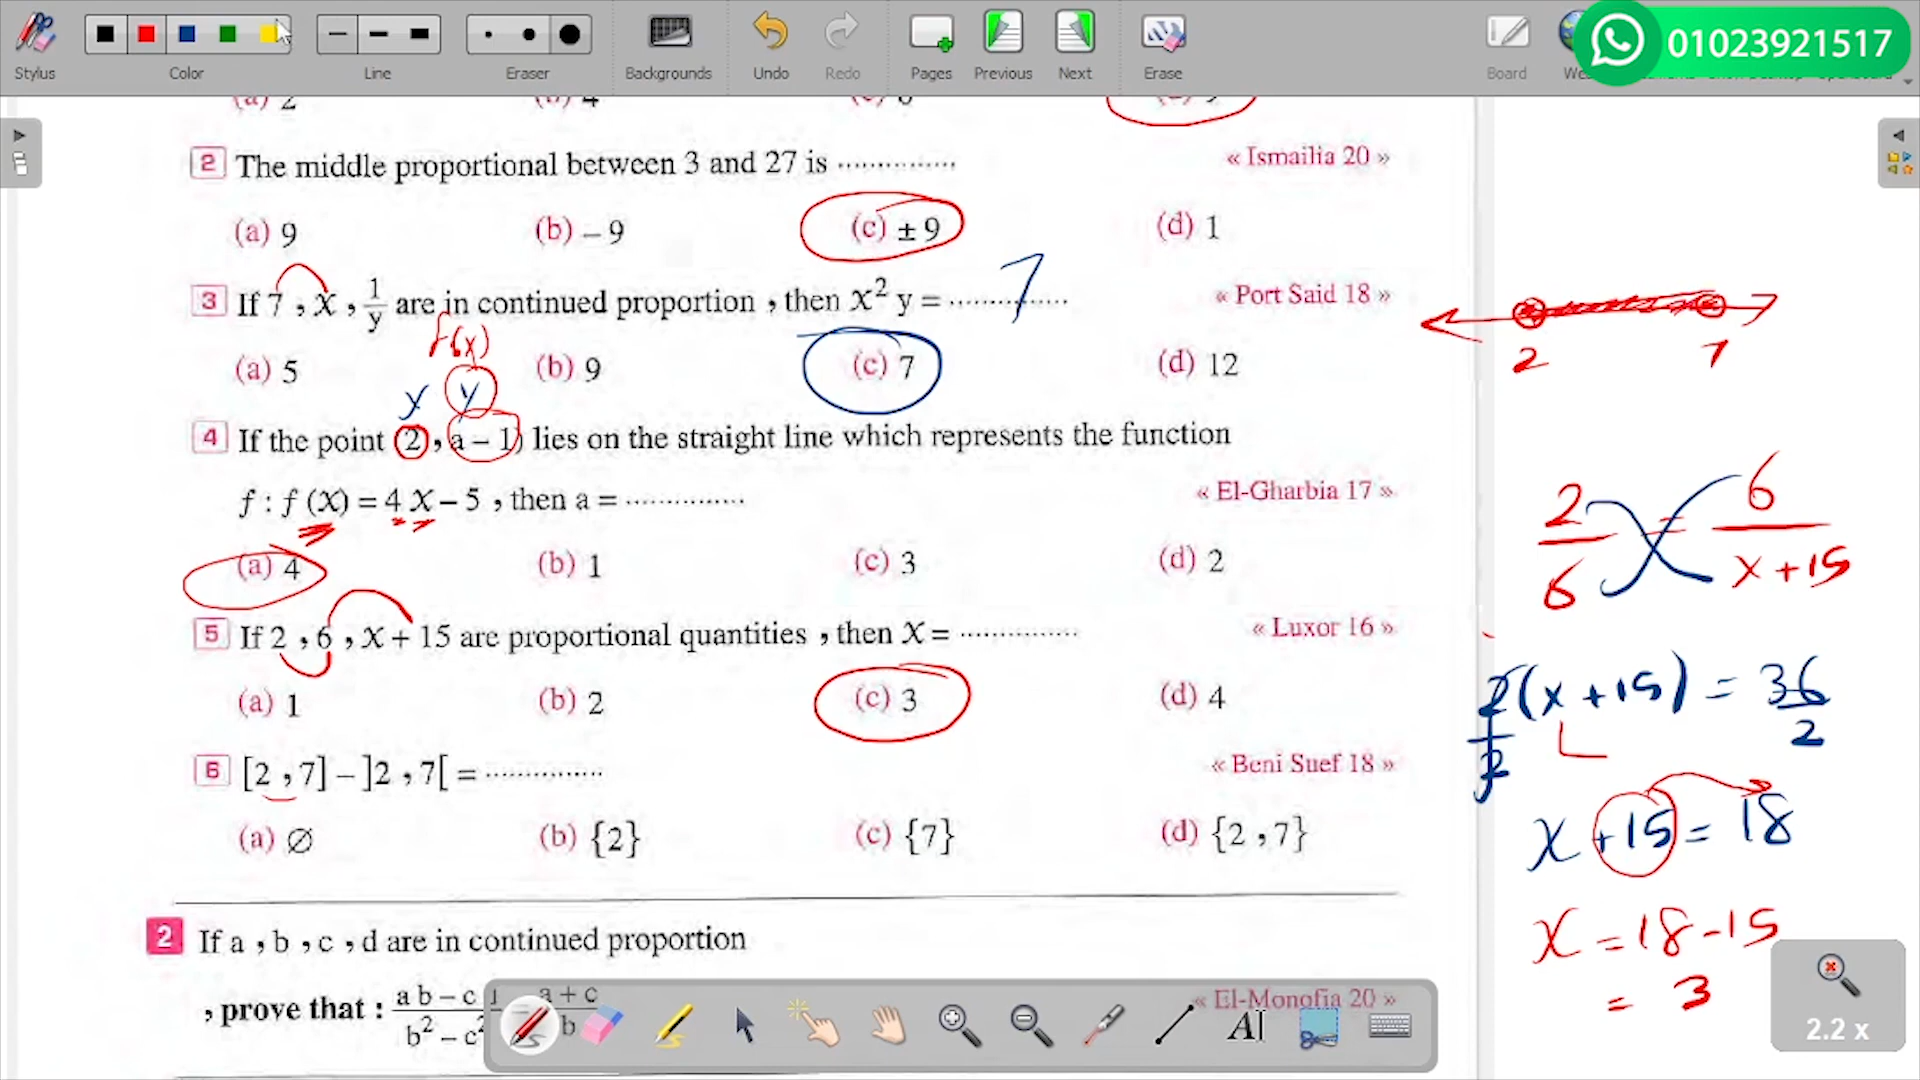 Stylus
Color
Line
Eraser
Backgrounds
Undo
Redo
Pages
Previous
Next
Erase
Board
01023921517
(a) 2
2 The middle proportional between 3 and 27 is ............... « Ismailia 20 »
(a) 9 (b) – 9 (c) ± 9 (d) 1
3 If 7 , X , 1/y are in continued proportion , then X² y = ............... « Port Said 18 »
7
f(x)
(a) 5 (b) 9 (c) 7 (d) 12
y
4 If the point (2 , a – 1) lies on the straight line which represents the function
f : f (X) = 4 X – 5 , then a = ............... « El-Gharbia 17 »
(a) 4 (b) 1 (c) 3 (d) 2
5 If 2 , 6 , X + 15 are proportional quantities , then X = ............... « Luxor 16 »
(a) 1 (b) 2 (c) 3 (d) 4
6 [2 , 7] – ]2 , 7[ = ............... « Beni Suef 18 »
(a) ∅ (b) {2} (c) {7} (d) {2 , 7}
2 If a , b , c , d are in continued proportion
, prove that : a b – c
b² – c
a + c
b
« El-Monofia 20 »
2 7
2/6 = 6/x+15
2(x+15) = 36
2 2
x +15 = 18
x = 18-15
= 3
2.2 x